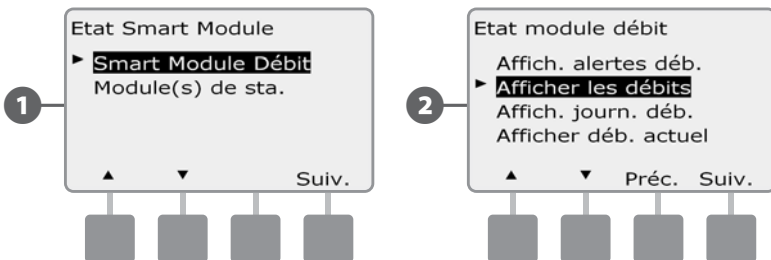 1
Etat Smart Module
Smart Module Débit
Module(s) de sta.
Suiv.
2
Etat module débit
Affich. alertes déb.
Afficher les débits
Affich. journ. déb.
Afficher déb. actuel
Préc. Suiv.